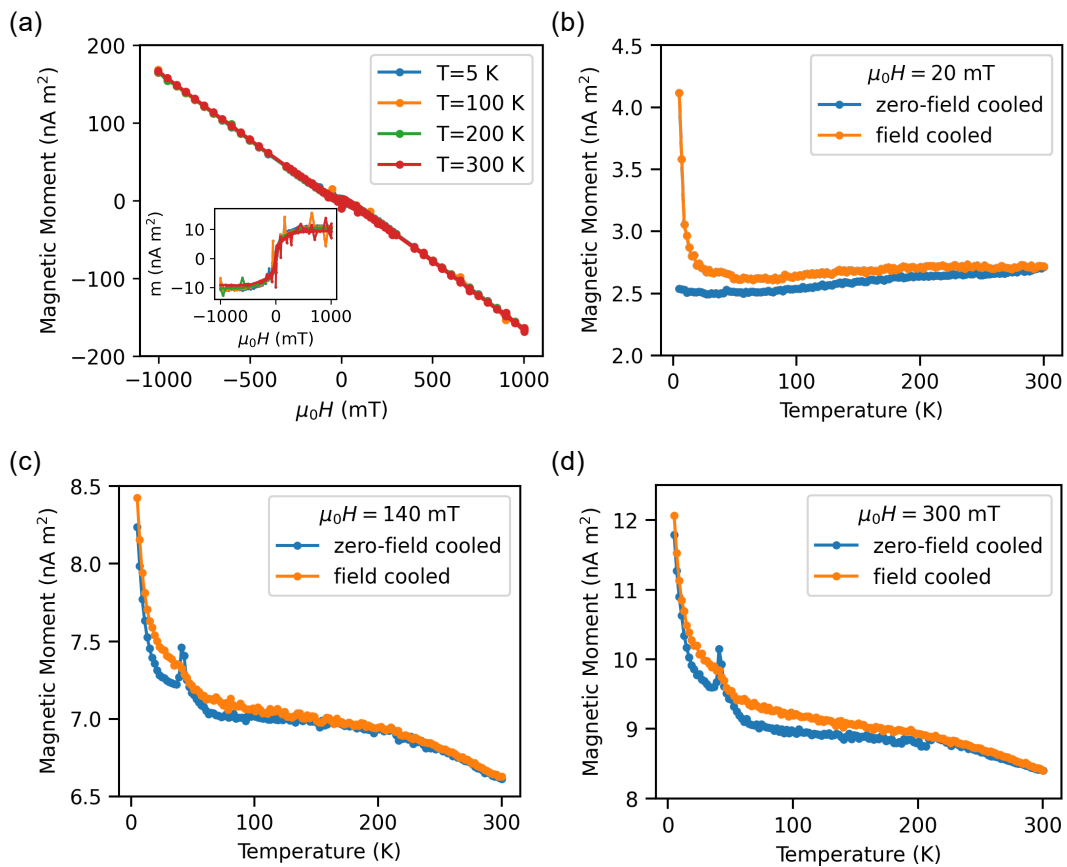 (a)
200
100
0
−100
−200
Magnetic Moment (nA m²)
−1000 −500 0 500 1000
μ₀H (mT)
T=5 K
T=100 K
T=200 K
T=300 K
10
0
−10
m (nA m²)
−1000 0 1000
μ₀H (mT)
(b)
4.5
4.0
3.5
3.0
2.5
2.0
Magnetic Moment (nA m²)
0 100 200 300
Temperature (K)
μ₀H = 20 mT
zero-field cooled
field cooled
(c)
8.5
8.0
7.5
7.0
6.5
Magnetic Moment (nA m²)
0 100 200 300
Temperature (K)
μ₀H = 140 mT
zero-field cooled
field cooled
(d)
12
11
10
9
8
Magnetic Moment (nA m²)
0 100 200 300
Temperature (K)
μ₀H = 300 mT
zero-field cooled
field cooled